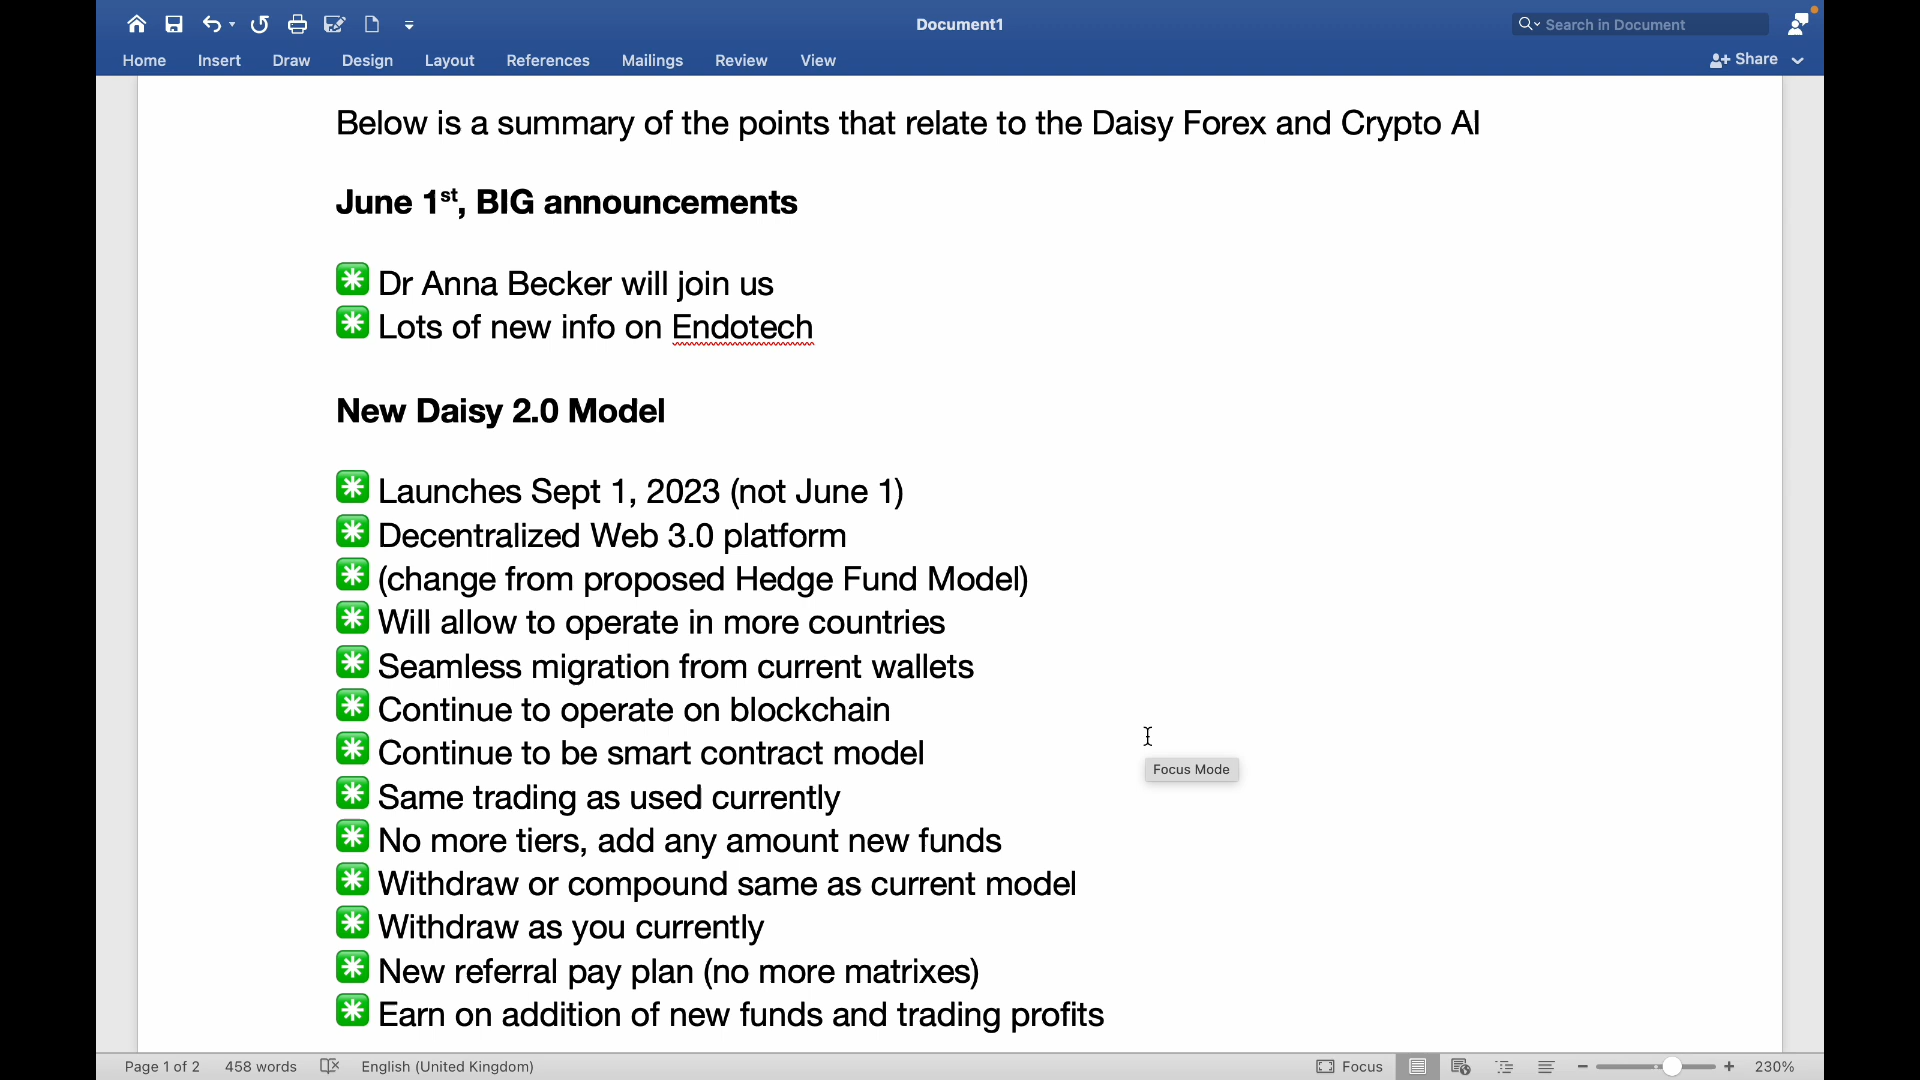 Document1
Search in Document
Home Insert Draw Design Layout References Mailings Review View
Share
Below is a summary of the points that relate to the Daisy Forex and Crypto AI
June 1st, BIG announcements
Dr Anna Becker will join us
Lots of new info on Endotech
New Daisy 2.0 Model
Launches Sept 1, 2023 (not June 1)
Decentralized Web 3.0 platform
(change from proposed Hedge Fund Model)
Will allow to operate in more countries
Seamless migration from current wallets
Continue to operate on blockchain
Continue to be smart contract model
Focus Mode
Same trading as used currently
No more tiers, add any amount new funds
Withdraw or compound same as current model
Withdraw as you currently
New referral pay plan (no more matrixes)
Earn on addition of new funds and trading profits
Page 1 of 2 458 words English (United Kingdom) Focus 230%